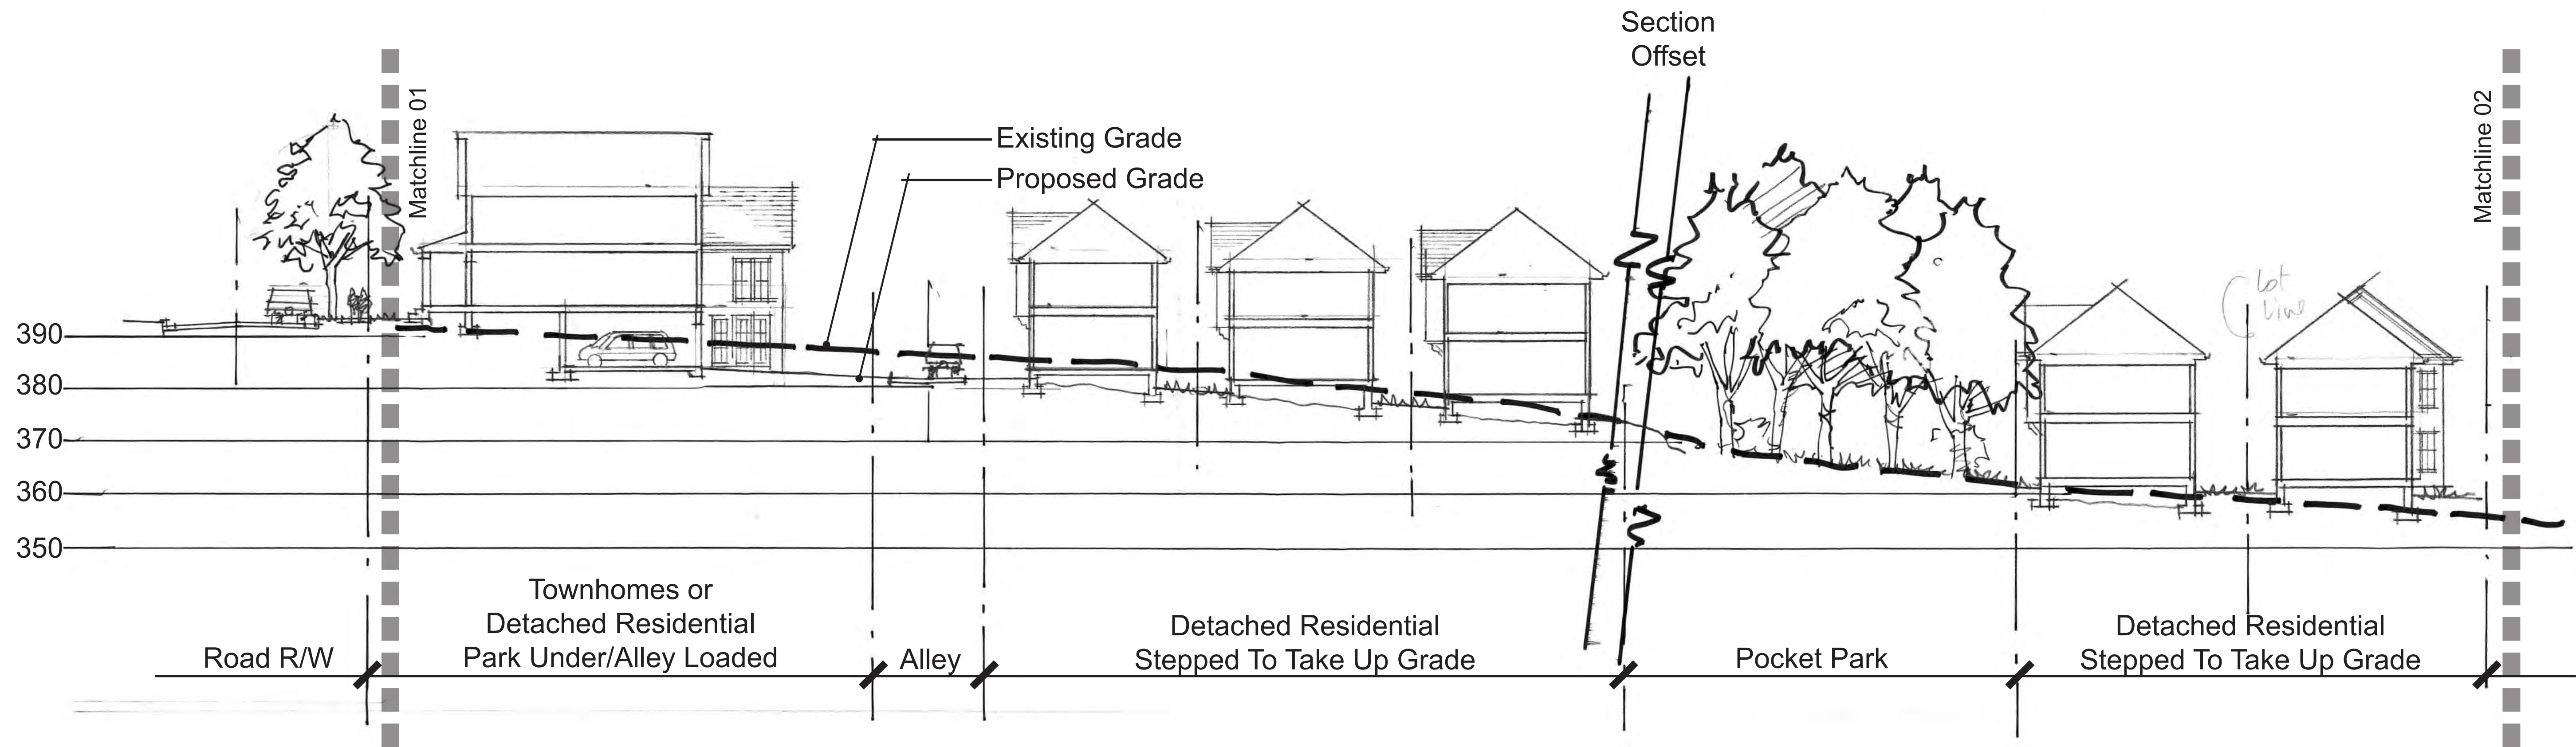 Section
Offset
Matchline 01
Matchline 02
Existing Grade
Proposed Grade
Lot
Line
390
380
370
360
350
Road R/W
Townhomes or
Detached Residential
Park Under/Alley Loaded
Alley
Detached Residential
Stepped To Take Up Grade
Pocket Park
Detached Residential
Stepped To Take Up Grade